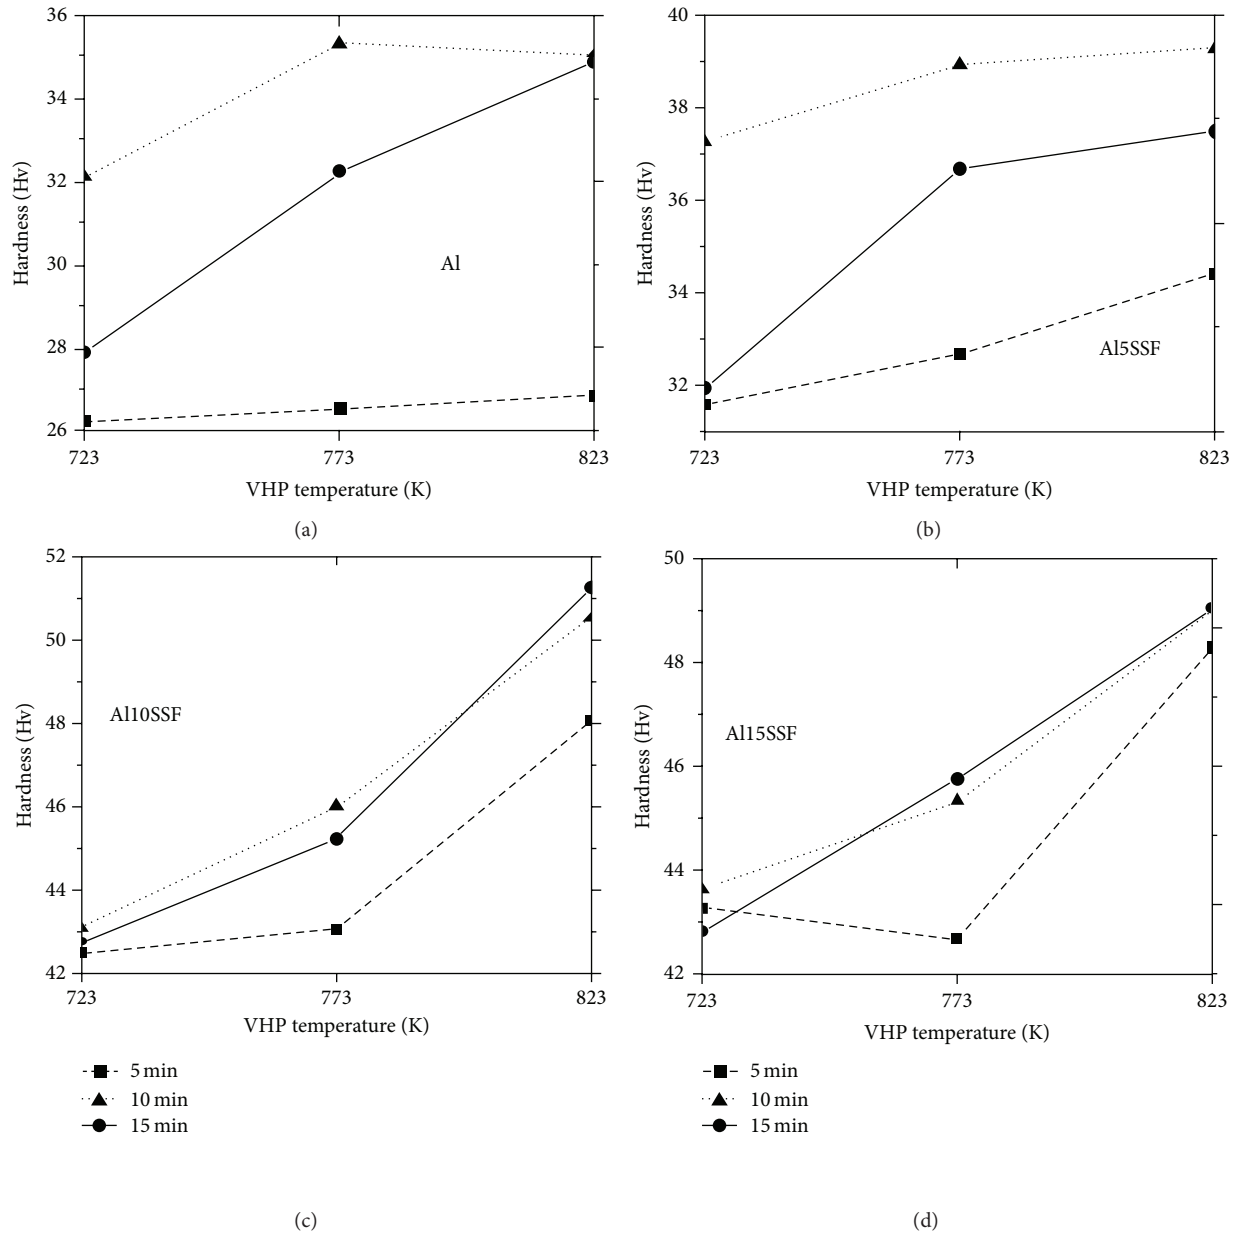 36
34
32
30
28
26
Hardness (Hv)
Al
723
773
823
VHP temperature (K)
(a)
40
38
36
34
32
Hardness (Hv)
Al5SSF
723
773
823
VHP temperature (K)
(b)
52
50
48
46
44
42
Hardness (Hv)
Al10SSF
723
773
823
VHP temperature (K)
5 min
10 min
15 min
(c)
50
48
46
44
42
Hardness (Hv)
Al15SSF
723
773
823
VHP temperature (K)
5 min
10 min
15 min
(d)